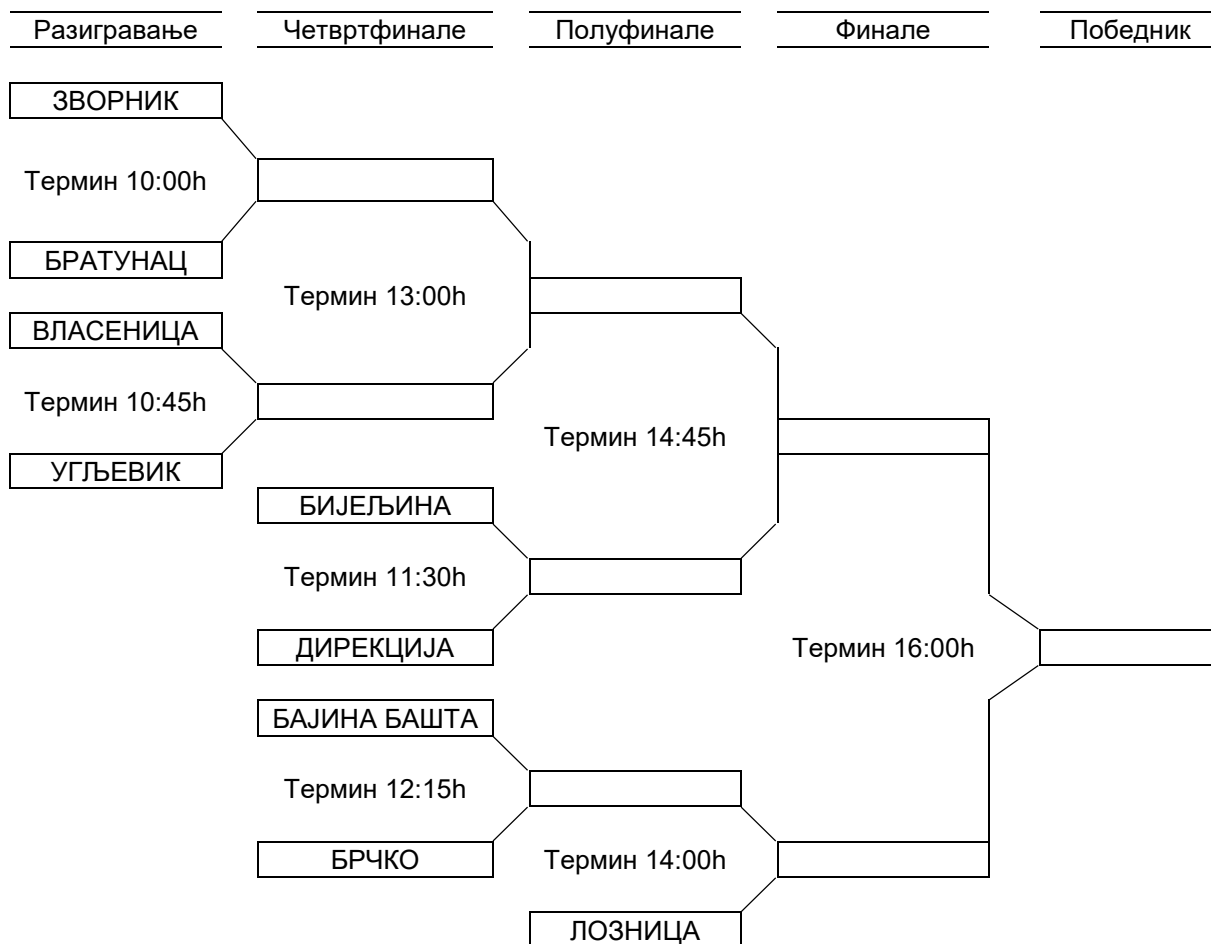 Разигравање Четвртфинале Полуфинале Финале Победник
ЗВОРНИК
Термин 10:00h
БРАТУНАЦ
Термин 13:00h
ВЛАСЕНИЦА
Термин 10:45h
Термин 14:45h
УГЉЕВИК
БИЈЕЉИНА
Термин 11:30h
ДИРЕКЦИЈА
Термин 16:00h
БАЈИНА БАШТА
Термин 12:15h
БРЧКО
Термин 14:00h
ЛОЗНИЦА